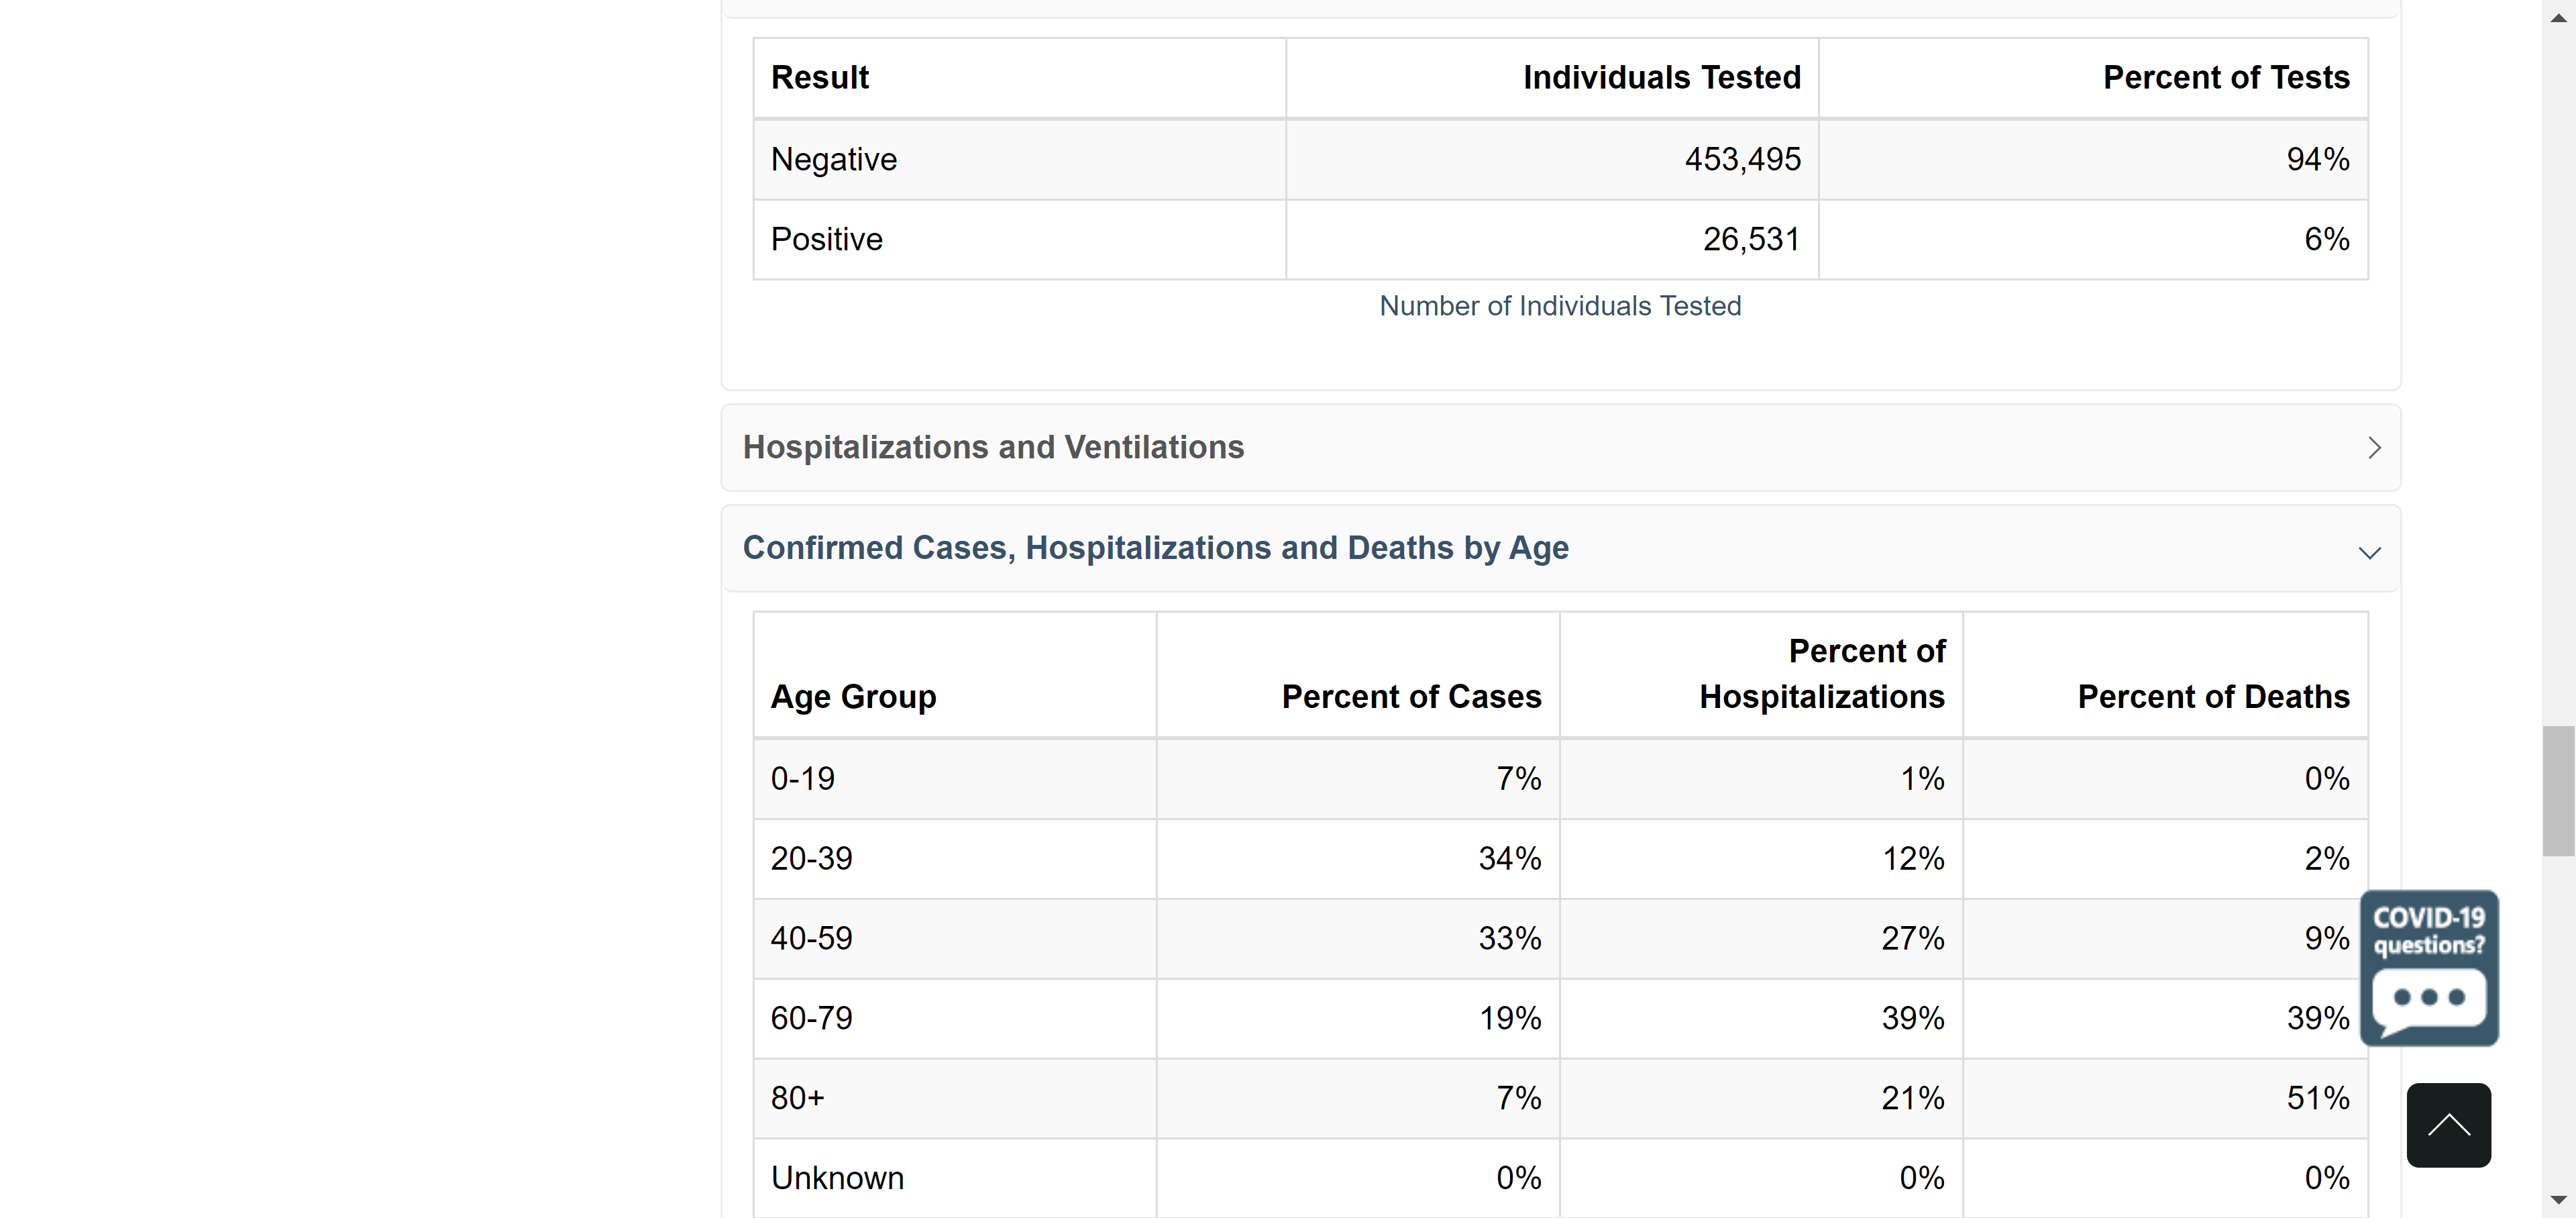 Result Individuals Tested Percent of Tests
Negative 453,495 94%
Positive 26,531 6%
Number of Individuals Tested
Hospitalizations and Ventilations
Confirmed Cases, Hospitalizations and Deaths by Age
Age Group Percent of Cases Percent of Hospitalizations Percent of Deaths
0-19 7% 1% 0%
20-39 34% 12% 2%
40-59 33% 27% 9%
60-79 19% 39% 39%
80+ 7% 21% 51%
Unknown 0% 0% 0%
COVID-19
questions?